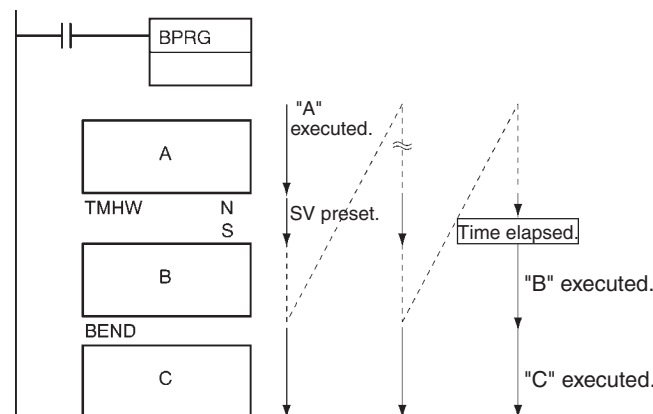 BPRG
"A"
executed.
A
TMHW N
S
SV preset.
Time elapsed.
B
"B" executed.
BEND
C
"C" executed.